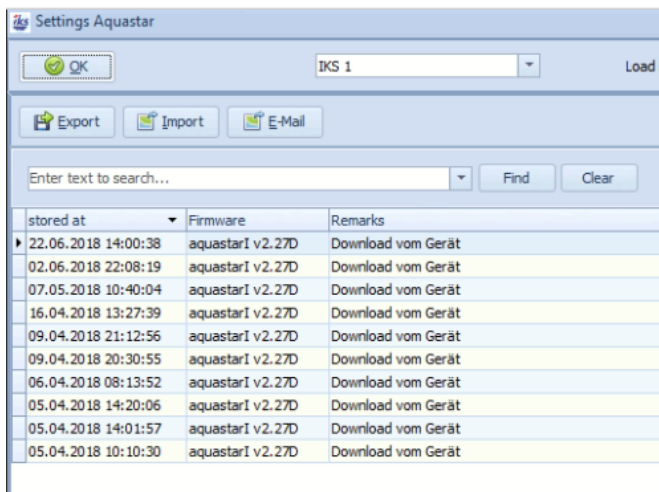 iks Settings Aquastar
OK IKS 1 Load
Export Import E-Mail
Enter text to search... Find Clear
stored at Firmware Remarks
22.06.2018 14:00:38 aquastarI v2.27D Download vom Gerät
02.06.2018 22:08:19 aquastarI v2.27D Download vom Gerät
07.05.2018 10:40:04 aquastarI v2.27D Download vom Gerät
16.04.2018 13:27:39 aquastarI v2.27D Download vom Gerät
09.04.2018 21:12:56 aquastarI v2.27D Download vom Gerät
09.04.2018 20:30:55 aquastarI v2.27D Download vom Gerät
06.04.2018 08:13:52 aquastarI v2.27D Download vom Gerät
05.04.2018 14:20:06 aquastarI v2.27D Download vom Gerät
05.04.2018 14:01:57 aquastarI v2.27D Download vom Gerät
05.04.2018 10:10:30 aquastarI v2.27D Download vom Gerät